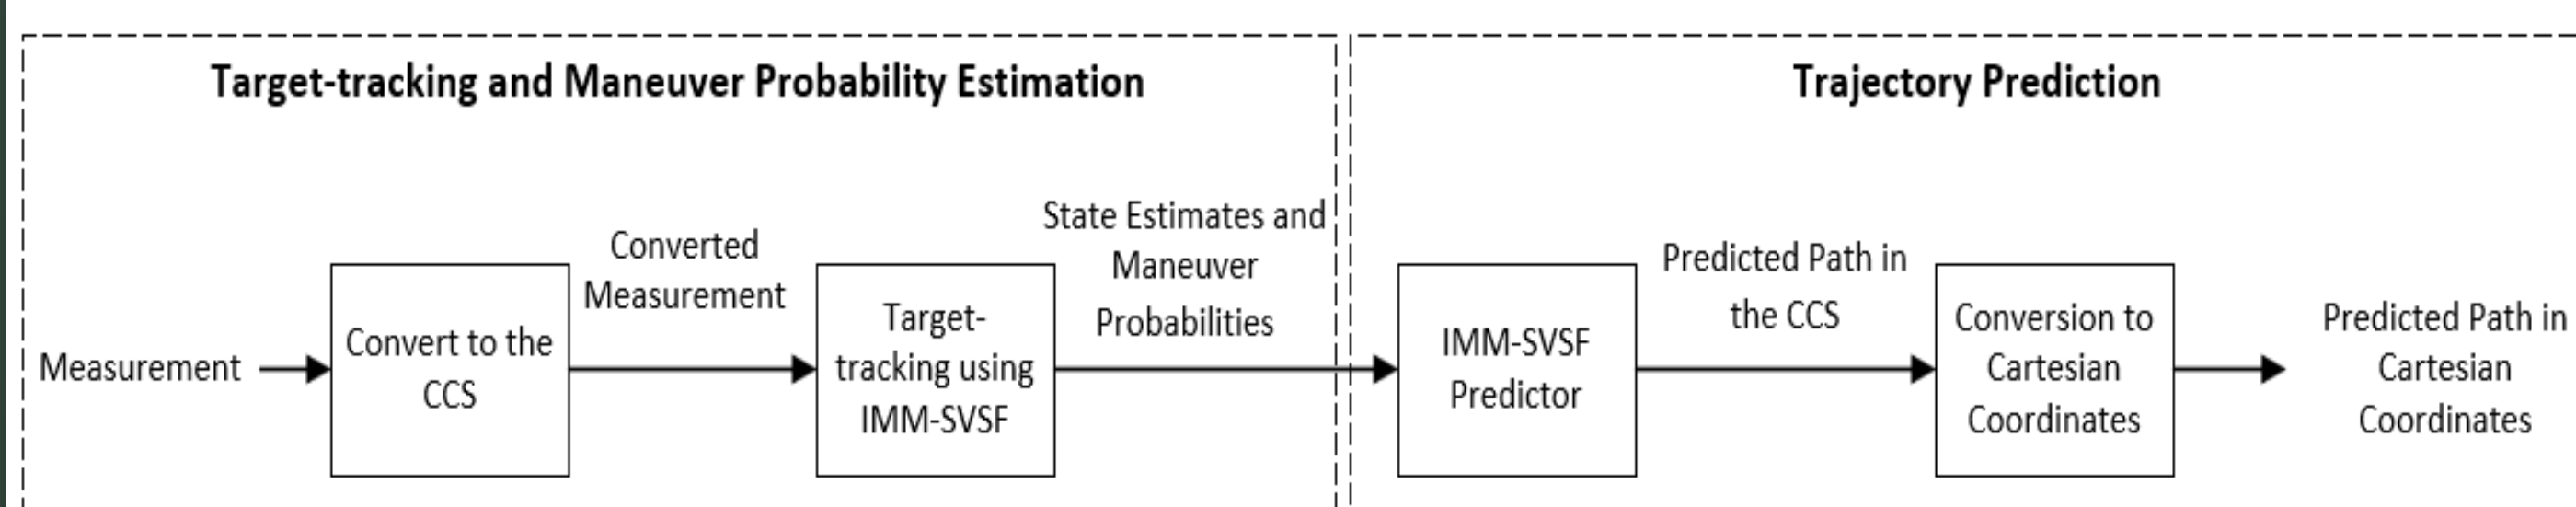 Target-tracking and Maneuver Probability Estimation
Measurement
Convert to the
CCS
Converted
Measurement
Target-
tracking using
IMM-SVSF
State Estimates and
Maneuver
Probabilities
Trajectory Prediction
IMM-SVSF
Predictor
Predicted Path in
the CCS
Conversion to
Cartesian
Coordinates
Predicted Path in
Cartesian
Coordinates